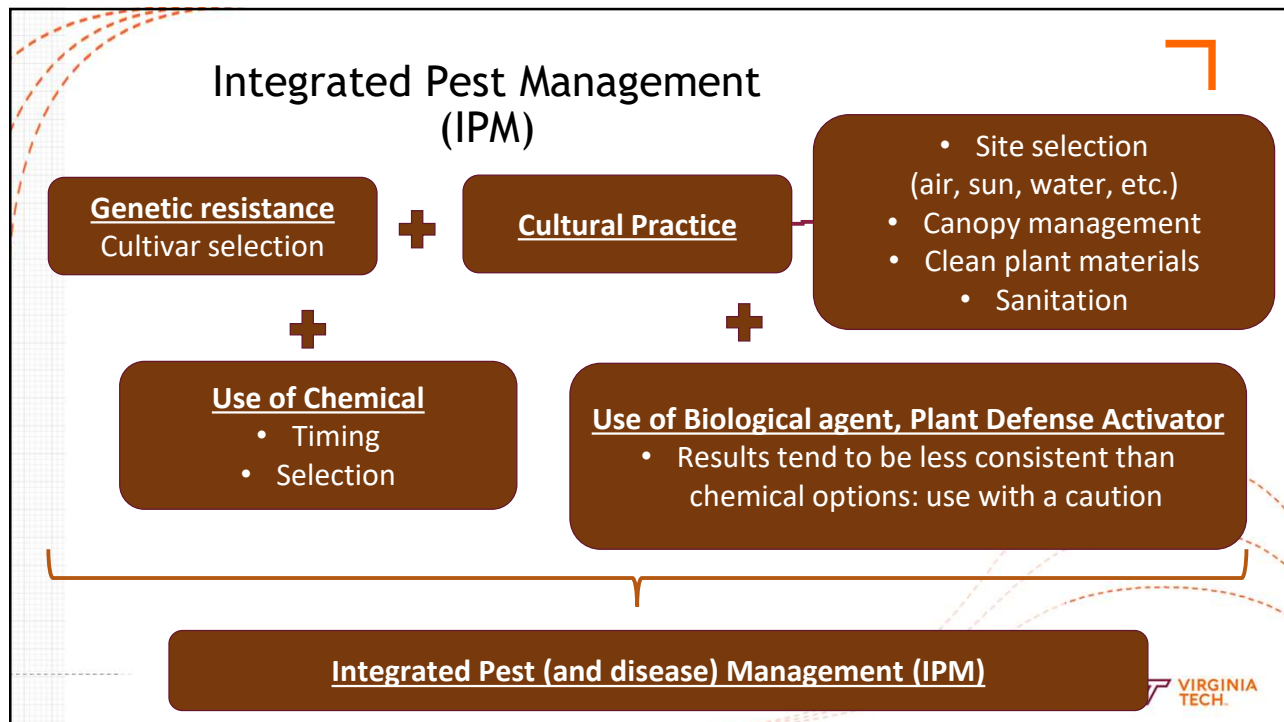 Integrated Pest Management
(IPM)
Genetic resistance
Cultivar selection
Cultural Practice
• Site selection
(air, sun, water, etc.)
• Canopy management
• Clean plant materials
• Sanitation
Use of Chemical
• Timing
• Selection
Use of Biological agent, Plant Defense Activator
• Results tend to be less consistent than
chemical options: use with a caution
Integrated Pest (and disease) Management (IPM)
VIRGINIA
TECH